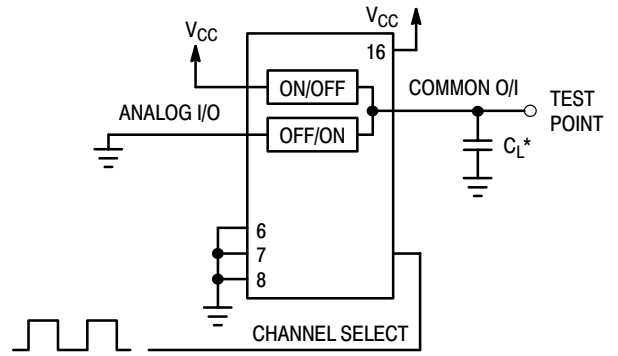 VCC
VCC
16
ON/OFF
COMMON O/I
TEST
POINT
ANALOG I/O
OFF/ON
CL*
6
7
8
CHANNEL SELECT